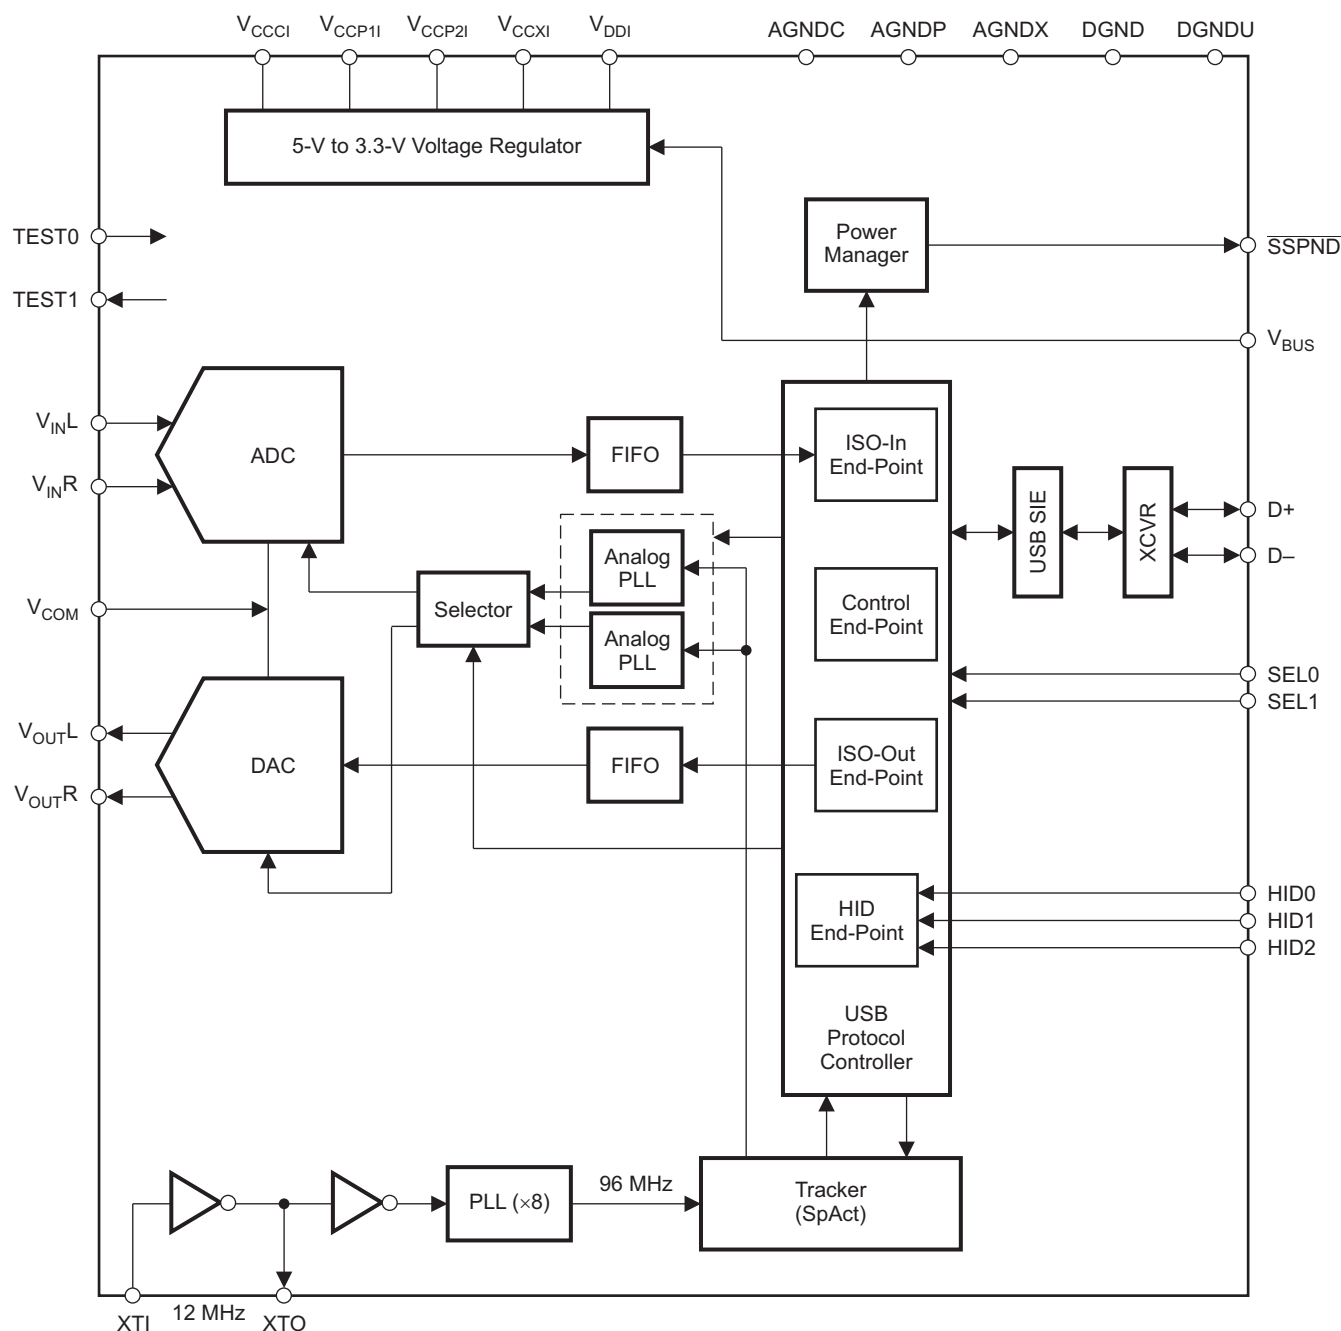 VCCCI VCCP1I VCCP2I VCCXI VDDI AGNDC AGNDP AGNDX DGND DGNDU
5-V to 3.3-V Voltage Regulator
TEST0
TEST1
Power
Manager
SSPND
VBUS
VINL
VINR
ADC
FIFO
ISO-In
End-Point
USB SIE
XCVR
D+
D–
Analog
PLL
Selector
Analog
PLL
Control
End-Point
VCOM
SEL0
SEL1
VOUTL
VOUTR
DAC
FIFO
ISO-Out
End-Point
HID
End-Point
HID0
HID1
HID2
USB
Protocol
Controller
PLL (×8)
96 MHz
Tracker
(SpAct)
XTI
12 MHz
XTO